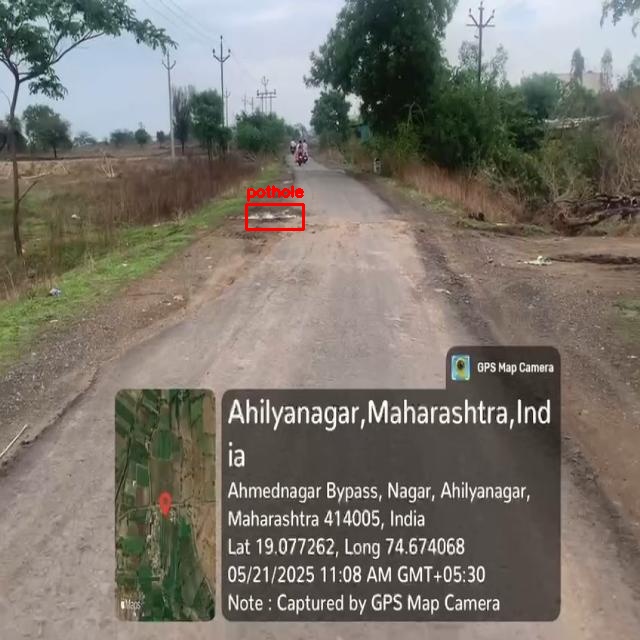 pothole
GPS Map Camera
Ahilyanagar,Maharashtra,Ind
ia
Ahmednagar Bypass, Nagar, Ahilyanagar,
Maharashtra 414005, India
Lat 19.077262, Long 74.674068
05/21/2025 11:08 AM GMT+05:30
Note : Captured by GPS Map Camera
Maps